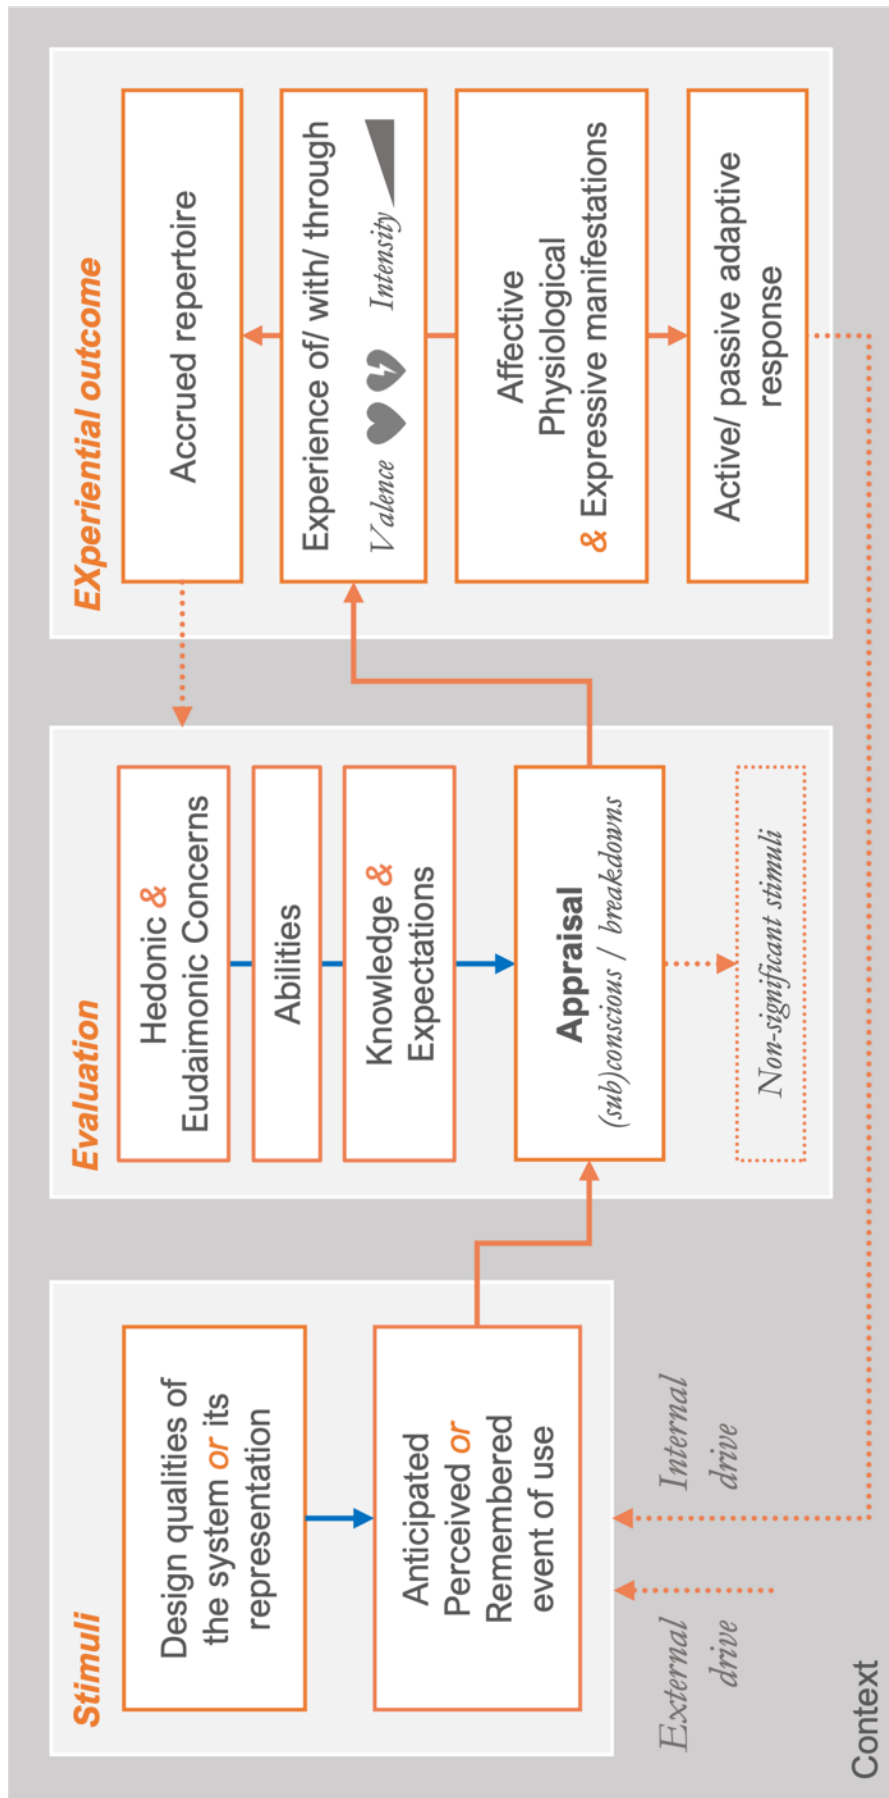 Stimuli
Design qualities of
the system or its
representation
Anticipated
Perceived or
Remembered
event of use
External
drive
Internal
drive
Evaluation
Hedonic &
Eudaimonic Concerns
Abilities
Knowledge &
Expectations
Appraisal
(sub)conscious / breakdowns
Non-significant stimuli
EXperiential outcome
Accrued repertoire
Experience of/ with/ through
Valence Intensity
Affective
Physiological
& Expressive manifestations
Active/ passive adaptive
response
Context